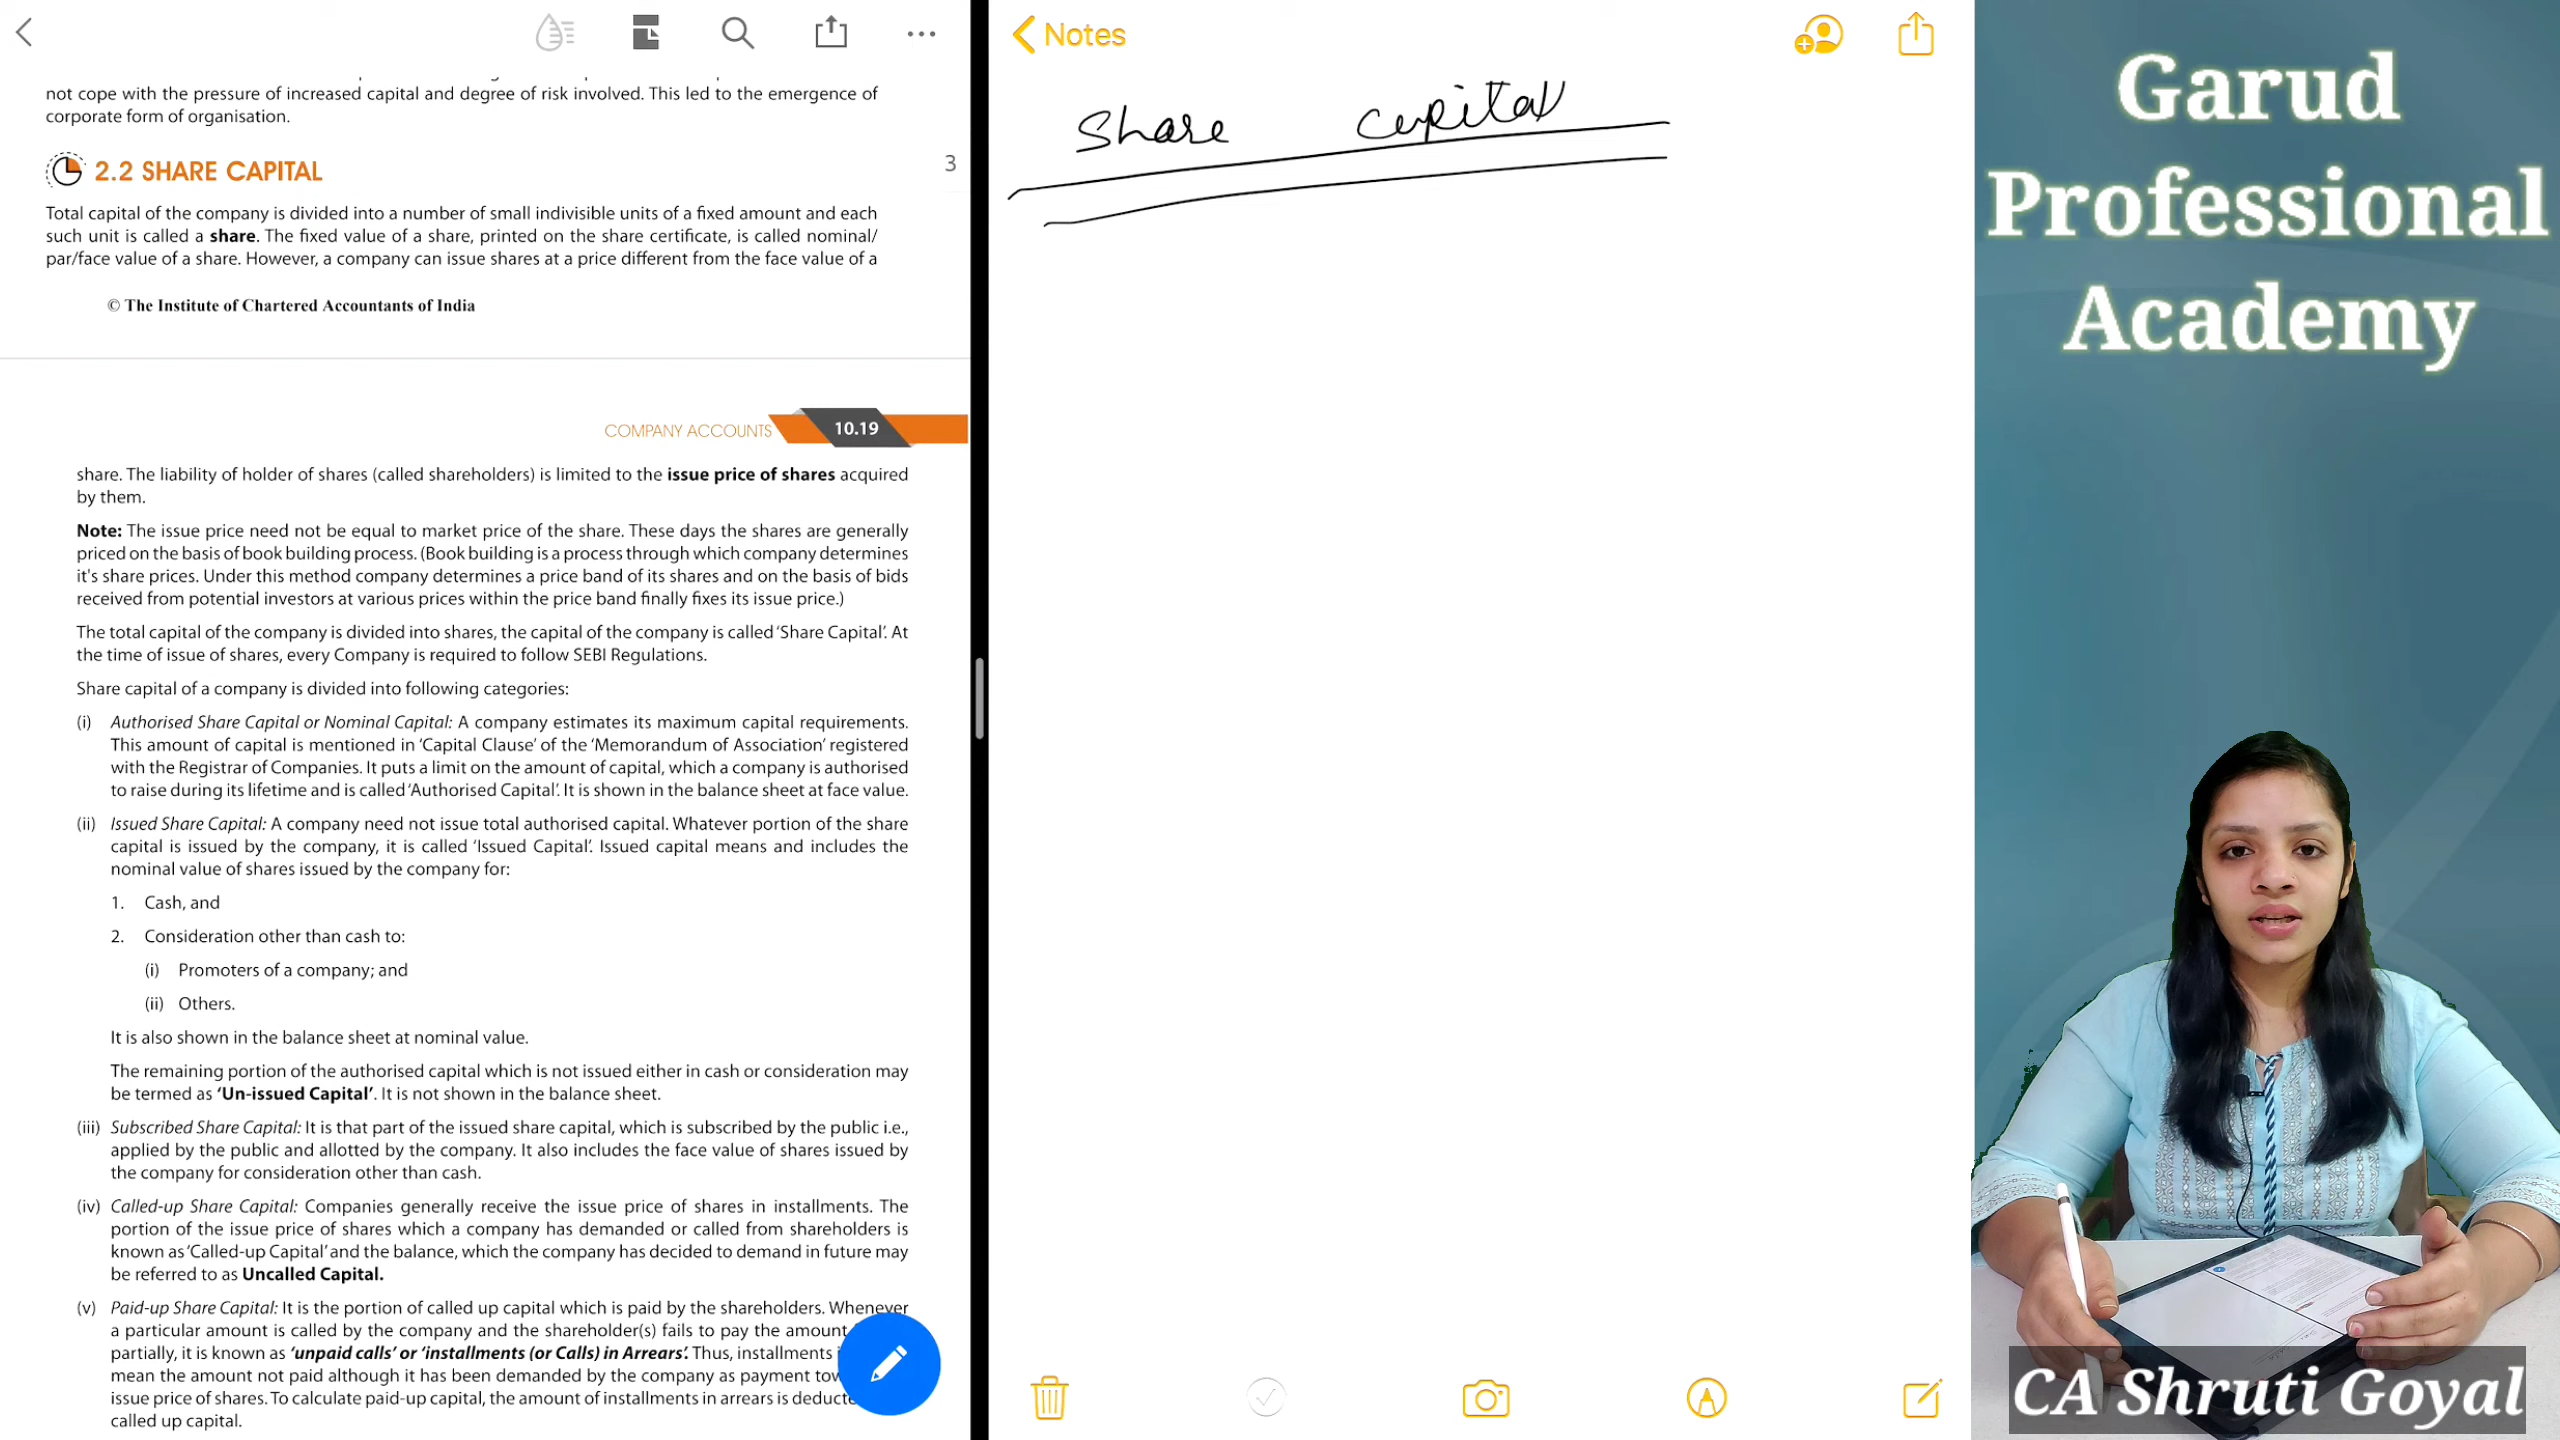 not cope with the pressure of increased capital and degree of risk involved. This led to the emergence of
corporate form of organisation.
2.2 SHARE CAPITAL
3
Total capital of the company is divided into a number of small indivisible units of a fixed amount and each
such unit is called a share. The fixed value of a share, printed on the share certificate, is called nominal/
par/face value of a share. However, a company can issue shares at a price different from the face value of a
© The Institute of Chartered Accountants of India
COMPANY ACCOUNTS 10.19
share. The liability of holder of shares (called shareholders) is limited to the issue price of shares acquired
by them.
Note: The issue price need not be equal to market price of the share. These days the shares are generally
priced on the basis of book building process. (Book building is a process through which company determines
it's share prices. Under this method company determines a price band of its shares and on the basis of bids
received from potential investors at various prices within the price band finally fixes its issue price.)
The total capital of the company is divided into shares, the capital of the company is called 'Share Capital'. At
the time of issue of shares, every Company is required to follow SEBI Regulations.
Share capital of a company is divided into following categories:
(i) Authorised Share Capital or Nominal Capital: A company estimates its maximum capital requirements.
This amount of capital is mentioned in 'Capital Clause' of the 'Memorandum of Association' registered
with the Registrar of Companies. It puts a limit on the amount of capital, which a company is authorised
to raise during its lifetime and is called 'Authorised Capital'. It is shown in the balance sheet at face value.
(ii) Issued Share Capital: A company need not issue total authorised capital. Whatever portion of the share
capital is issued by the company, it is called 'Issued Capital'. Issued capital means and includes the
nominal value of shares issued by the company for:
1. Cash, and
2. Consideration other than cash to:
(i) Promoters of a company; and
(ii) Others.
It is also shown in the balance sheet at nominal value.
The remaining portion of the authorised capital which is not issued either in cash or consideration may
be termed as 'Un-issued Capital'. It is not shown in the balance sheet.
(iii) Subscribed Share Capital: It is that part of the issued share capital, which is subscribed by the public i.e.,
applied by the public and allotted by the company. It also includes the face value of shares issued by
the company for consideration other than cash.
(iv) Called-up Share Capital: Companies generally receive the issue price of shares in installments. The
portion of the issue price of shares which a company has demanded or called from shareholders is
known as 'Called-up Capital' and the balance, which the company has decided to demand in future may
be referred to as Uncalled Capital.
(v) Paid-up Share Capital: It is the portion of called up capital which is paid by the shareholders. Whenever
a particular amount is called by the company and the shareholder(s) fails to pay the amount
partially, it is known as 'unpaid calls' or 'installments (or Calls) in Arrears'. Thus, installments
mean the amount not paid although it has been demanded by the company as payment
issue price of shares. To calculate paid-up capital, the amount of installments in arrears is
called up capital.
Notes
Share Capital
Garud
Professional
Academy
CA Shruti Goyal